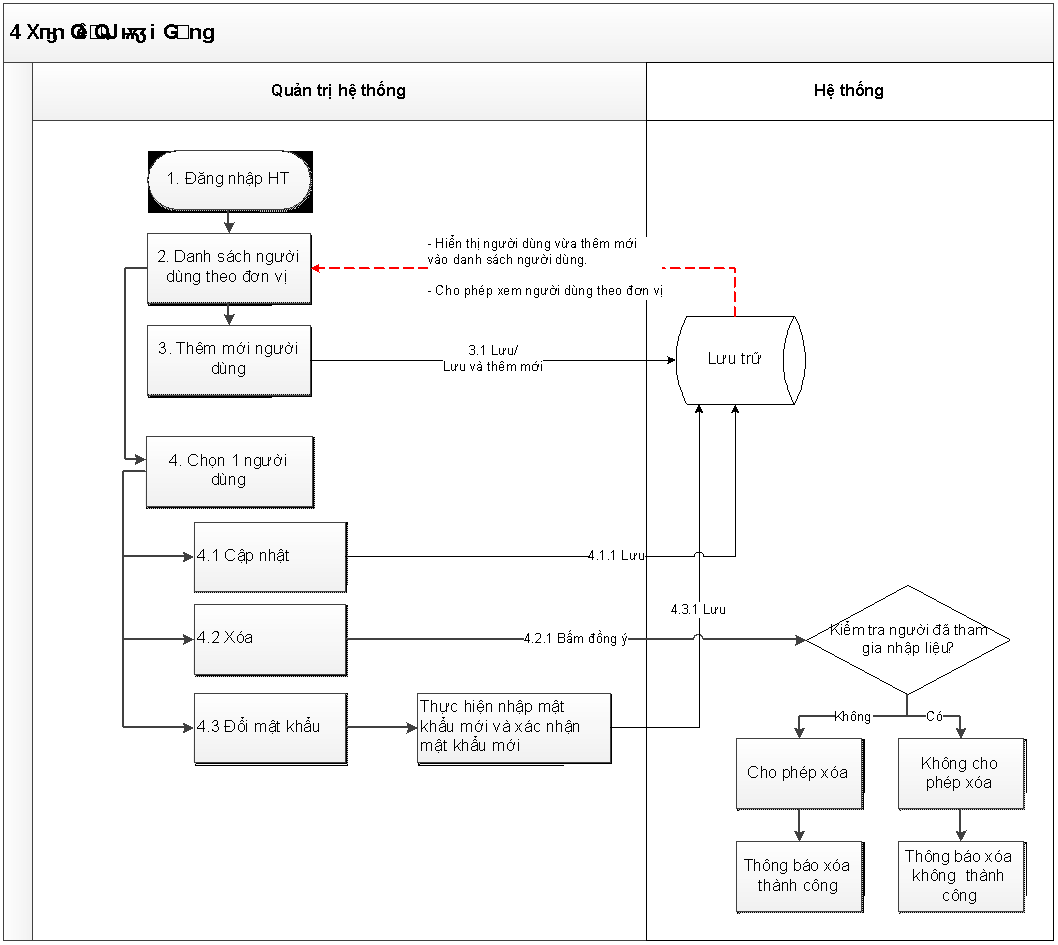 4
Quản trị hệ thống
Hệ thống
1. Đăng nhập HT
2. Danh sách người
dùng theo đơn vị
- Hiển thị người dùng vừa thêm mới
vào danh sách người dùng.
- Cho phép xem người dùng theo đơn vị
3. Thêm mới người
dùng
3.1 Lưu/
Lưu và thêm mới
Lưu trữ
4. Chọn 1 người
dùng
4.1 Cập nhật
4.1.1 Lưu
4.3.1 Lưu
4.2 Xóa
4.2.1 Bấm đồng ý
Kiểm tra người đã tham
gia nhập liệu?
4.3 Đổi mật khẩu
Thực hiện nhập mật
khẩu mới và xác nhận
mật khẩu mới
Không
Có
Cho phép xóa
Không cho
phép xóa
Thông báo xóa
thành công
Thông báo xóa
không thành
công